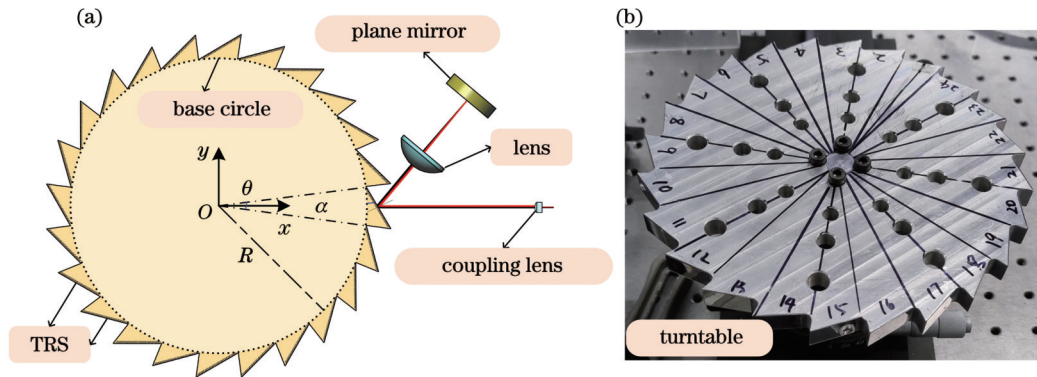 (a)
plane mirror
base circle
lens
y
θ
α
O
x
R
coupling lens
TRS
(b)
1
2
3
4
5
6
7
8
9
10
11
12
13
14
15
16
17
18
19
20
21
22
23
24
turntable